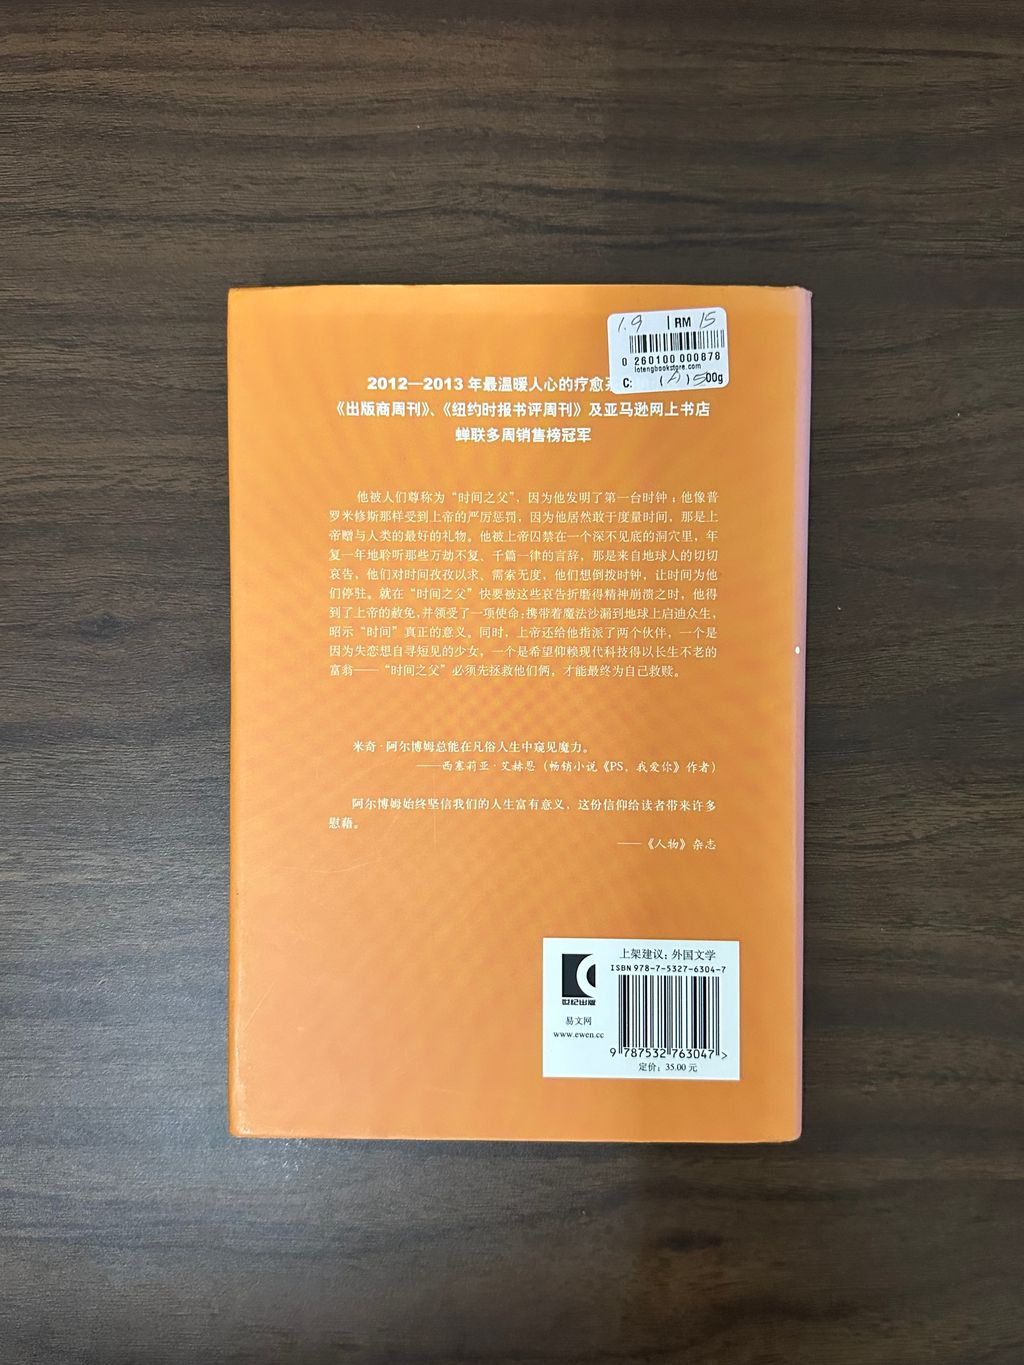 1.9 | RM 15
0 260100 000878
lotengbookstore.com
C: (A) 500g
2012—2013 年最温暖人心的疗愈
《出版商周刊》、《纽约时报书评周刊》及亚马逊网上书店
蝉联多周销售榜冠军
他被人们尊称为“时间之父”，因为他发明了第一台时钟；他像普
罗米修斯那样受到上帝的严厉惩罚，因为他居然敢于度量时间，那是上
帝赠与人类的最好的礼物。他被上帝囚禁在一个深不见底的洞穴里，年
复一年地聆听那些万劫不复、千篇一律的言辞，那是来自地球人的切切
哀告，他们对时间孜孜以求、需索无度，他们想倒拨时钟，让时间为他
们停驻。就在“时间之父”快要被这些哀告折磨得精神崩溃之时，他得
到了上帝的赦免，并领受了一项使命：携带着魔法沙漏到地球上启迪众生，
昭示“时间”真正的意义。同时，上帝还给他指派了两个伙伴，一个是
因为失恋想自寻短见的少女，一个是希望仰赖现代科技得以长生不老的
富翁——“时间之父”必须先拯救他们俩，才能最终为自己救赎。
米奇·阿尔博姆总能在凡俗人生中窥见魔力。
——西塞莉亚·艾赫恩（畅销小说《PS，我爱你》作者）
阿尔博姆始终坚信我们的人生富有意义，这份信仰给读者带来许多
慰藉。
——《人物》杂志
上架建议：外国文学
ISBN 978-7-5327-6304-7
世纪出版
易文网
www.ewen.cc
9 787532 763047 >
定价：35.00 元